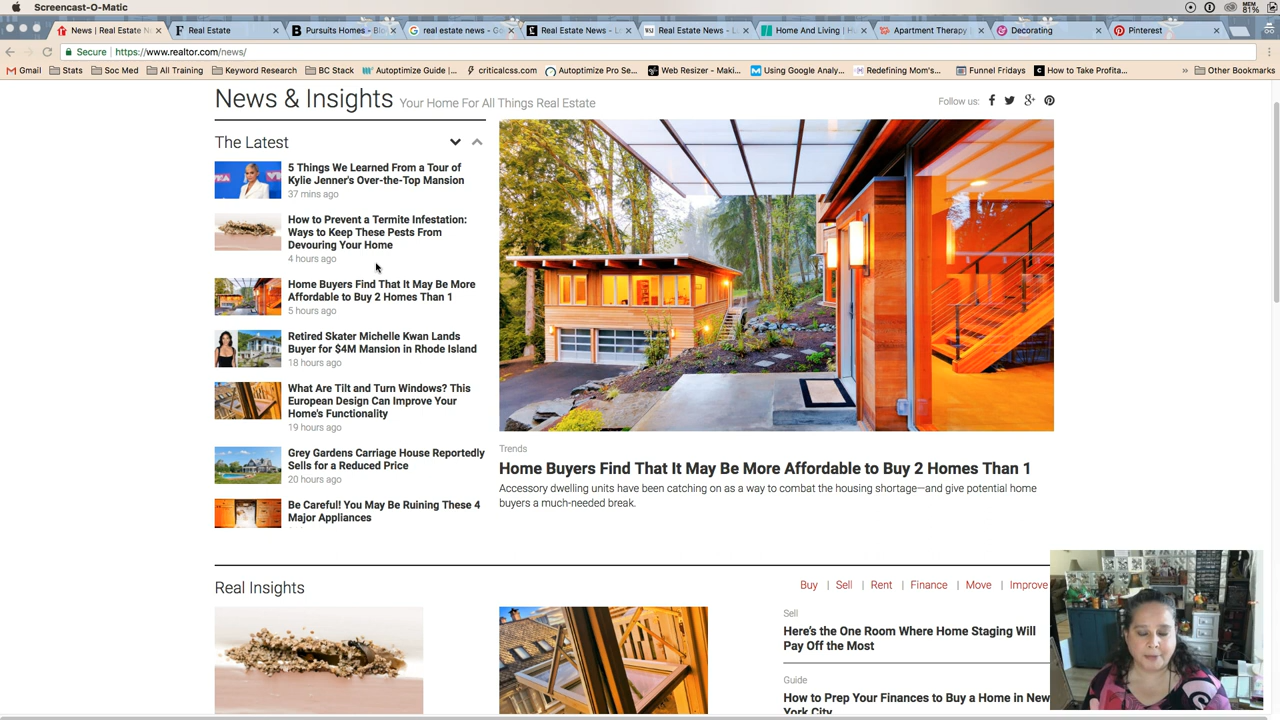 Screencast-O-Matic
MEM
81%
News | Real Estate N
Real Estate
Pursuits Homes - Blo
real estate news - Go
Real Estate News - L
Real Estate News - L
Home And Living | Hu
Apartment Therapy
Decorating
Pinterest
Secure
https://www.realtor.com/news/
Gmail
Stats
Soc Med
All Training
Keyword Research
BC Stack
Autoptimize Guide |...
criticalcss.com
Autoptimize Pro Se...
Web Resizer - Maki...
Using Google Analy...
Redefining Mom's...
Funnel Fridays
How to Take Profita...
»
Other Bookmarks
News & Insights
Your Home For All Things Real Estate
Follow us:
The Latest
5 Things We Learned From a Tour of
Kylie Jenner's Over-the-Top Mansion
37 mins ago
How to Prevent a Termite Infestation:
Ways to Keep These Pests From
Devouring Your Home
4 hours ago
Home Buyers Find That It May Be More
Affordable to Buy 2 Homes Than 1
5 hours ago
Retired Skater Michelle Kwan Lands
Buyer for $4M Mansion in Rhode Island
18 hours ago
What Are Tilt and Turn Windows? This
European Design Can Improve Your
Home's Functionality
19 hours ago
Grey Gardens Carriage House Reportedly
Sells for a Reduced Price
20 hours ago
Be Careful! You May Be Ruining These 4
Major Appliances
Trends
Home Buyers Find That It May Be More Affordable to Buy 2 Homes Than 1
Accessory dwelling units have been catching on as a way to combat the housing shortage—and give potential home
buyers a much-needed break.
Real Insights
Buy | Sell | Rent | Finance | Move | Improve
Sell
Here's the One Room Where Home Staging Will
Pay Off the Most
Guide
How to Prep Your Finances to Buy a Home in New
York City